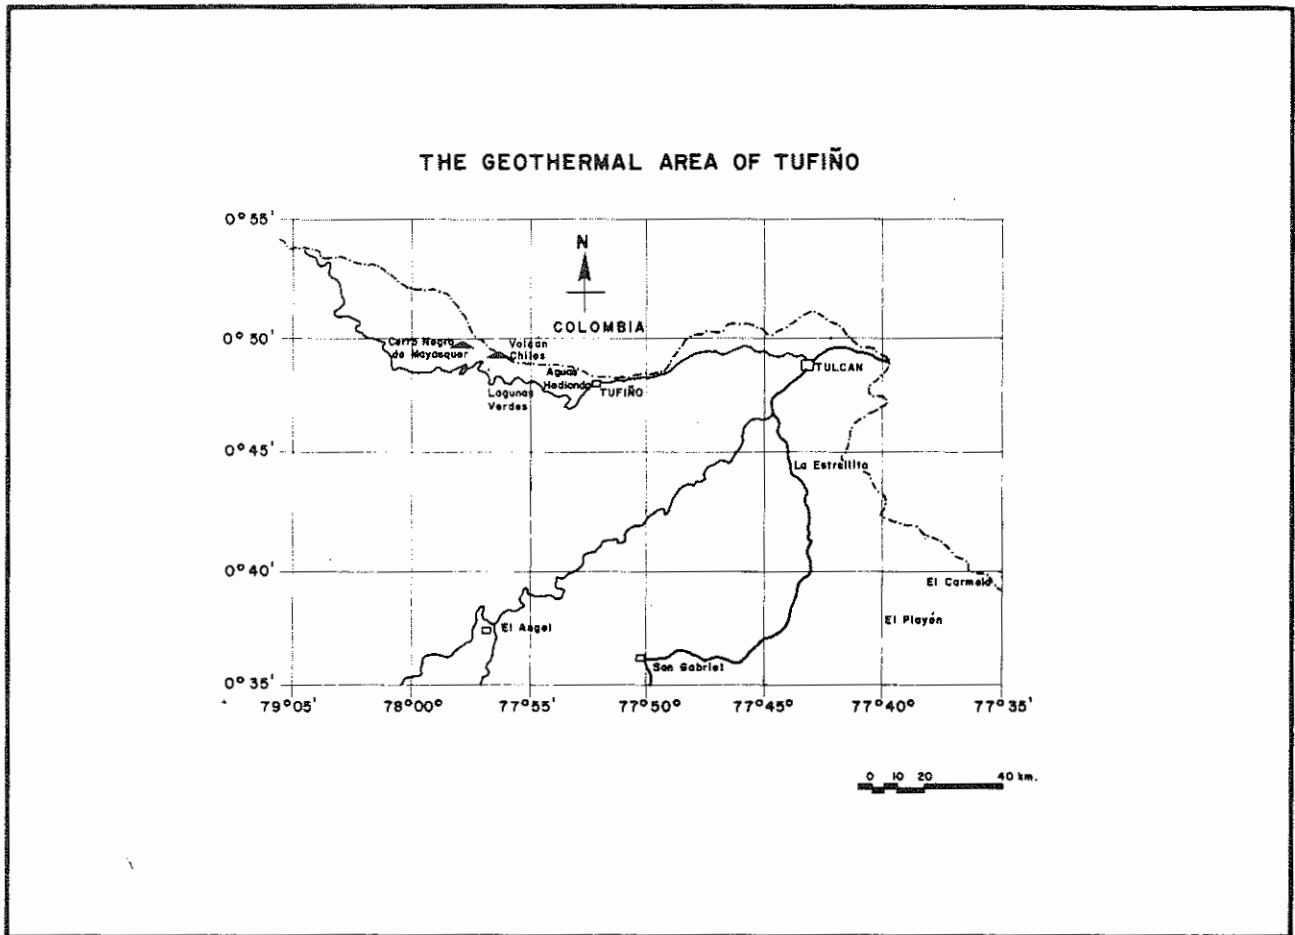 THE GEOTHERMAL AREA OF TUFIÑO
0° 55'
N
COLOMBIA
0° 50'
Cerro Negro
de Mayasquer
Volcán
Chiles
Aguas
Hediondas
TUFIÑO
TULCAN
Lagunas
Verdes
0° 45'
La Estrellita
0° 40'
El Carmelo
El Playón
El Angel
San Gabriel
0° 35'
79°05'
78°00'
77°55'
77°50°
77°45'
77°40'
77°35'
0 10 20 40 km.